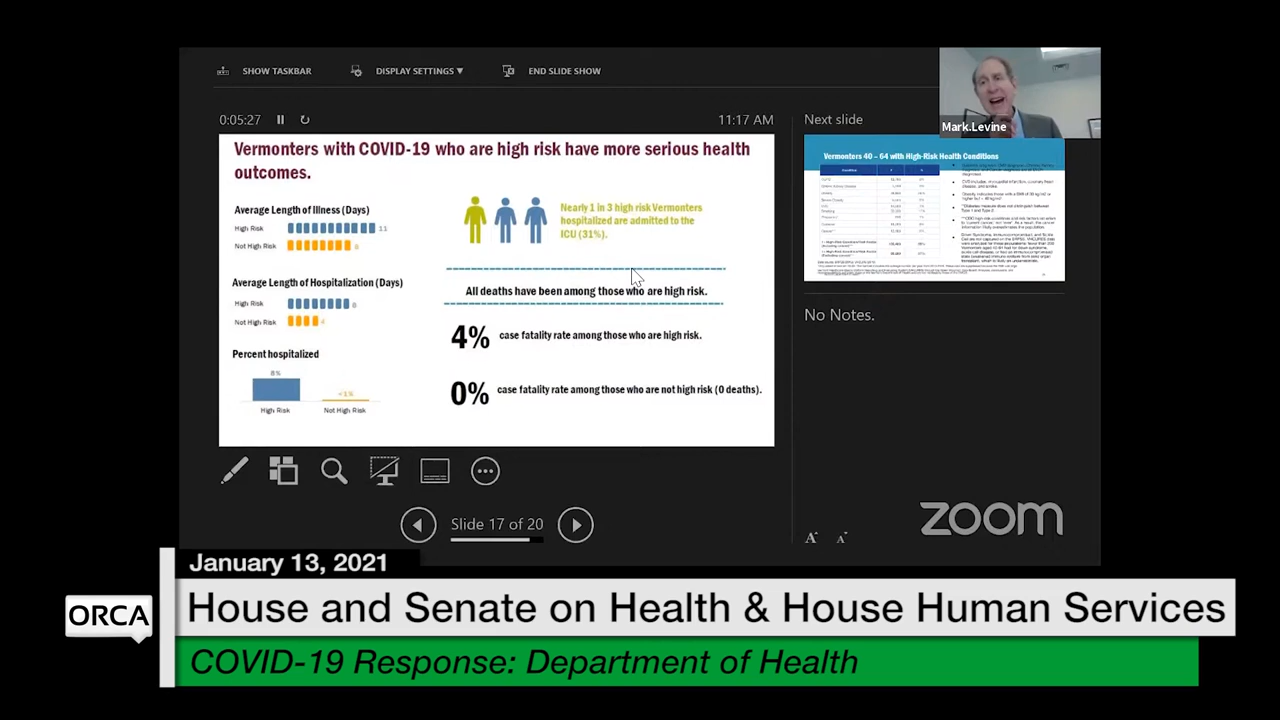 SHOW TASKBAR
DISPLAY SETTINGS ▼
END SLIDE SHOW
Mark.Levine
0:05:27
11:17 AM
Vermonters with COVID-19 who are high risk have more serious health
outcomes.
Average Length of Illness (Days)
High Risk 11
Not High Risk 8
Average Length of Hospitalization (Days)
High Risk 8
Not High Risk 4
Percent hospitalized
8%
<1%
High Risk
Not High Risk
Nearly 1 in 3 high risk Vermonters
hospitalized are admitted to the
ICU (31%).
All deaths have been among those who are high risk.
4% case fatality rate among those who are high risk.
0% case fatality rate among those who are not high risk (0 deaths).
Next slide
Vermonters 40 – 64 with High-Risk Health Conditions
No Notes.
Slide 17 of 20
A A
zoom
January 13, 2021
ORCA
House and Senate on Health & House Human Services
COVID-19 Response: Department of Health